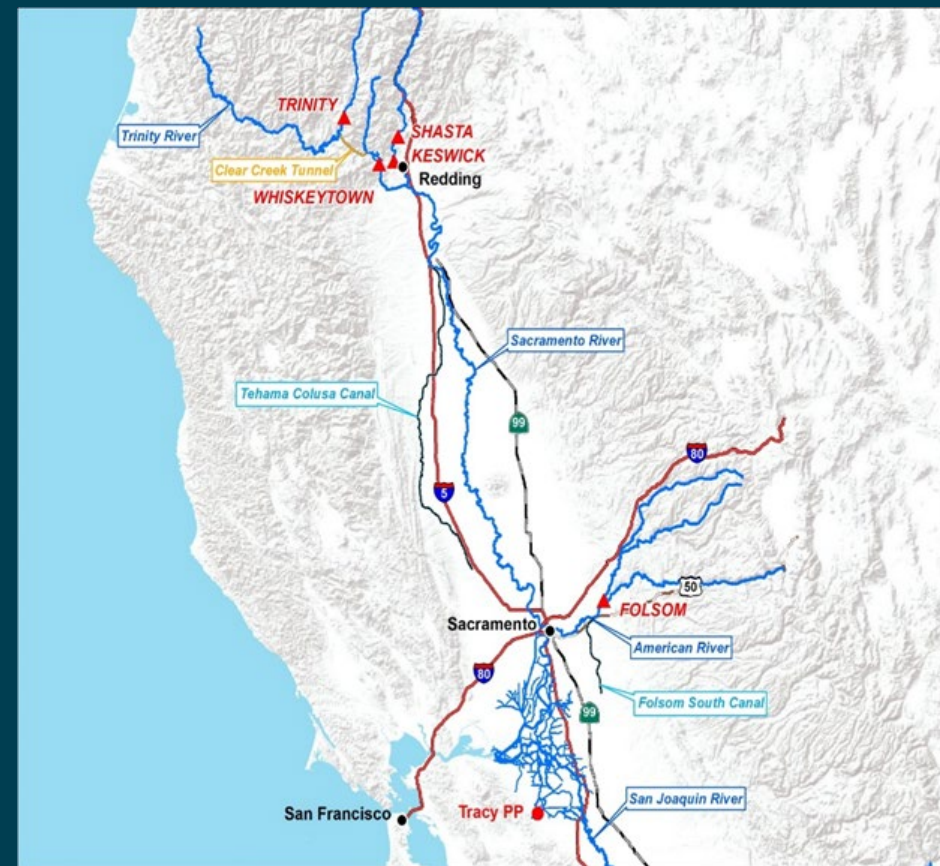 TRINITY
Trinity River
SHASTA
Clear Creek Tunnel
KESWICK
Redding
WHISKEYTOWN
Sacramento River
Tehama Colusa Canal
99
80
5
50
FOLSOM
Sacramento
American River
80
Folsom South Canal
99
San Joaquin River
San Francisco
Tracy PP